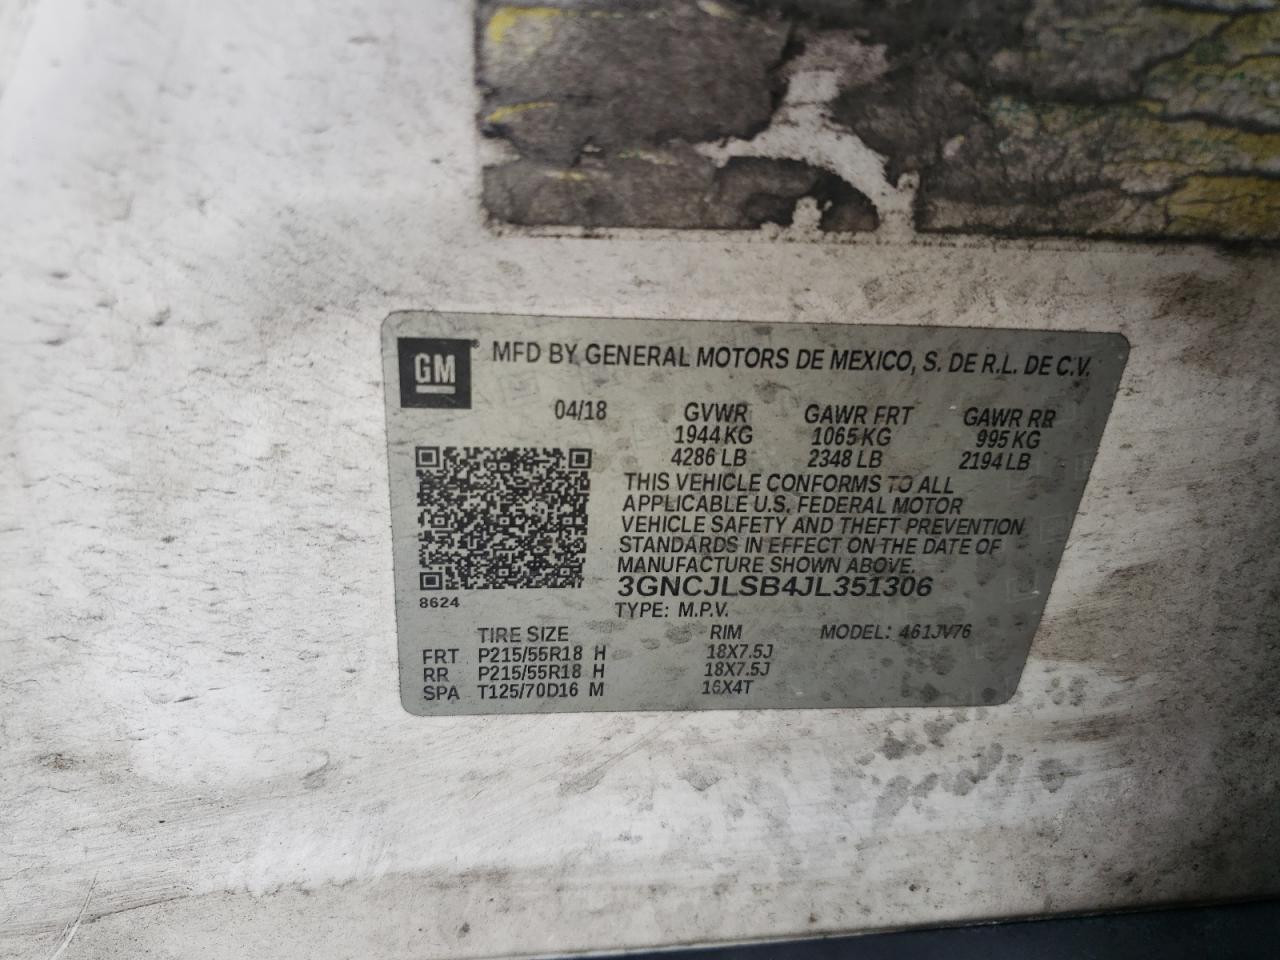 GM MFD BY GENERAL MOTORS DE MEXICO, S. DE R.L. DE C.V.
04/18 GVWR GAWR FRT GAWR RR
1944 KG 1065 KG 995 KG
4286 LB 2348 LB 2194 LB
THIS VEHICLE CONFORMS TO ALL
APPLICABLE U.S. FEDERAL MOTOR
VEHICLE SAFETY AND THEFT PREVENTION
STANDARDS IN EFFECT ON THE DATE OF
MANUFACTURE SHOWN ABOVE.
3GNCJLSB4JL351306
8624
TYPE: M.P.V.
TIRE SIZE RIM MODEL: 461JV76
FRT P215/55R18 H 18X7.5J
RR P215/55R18 H 18X7.5J
SPA T125/70D16 M 16X4T